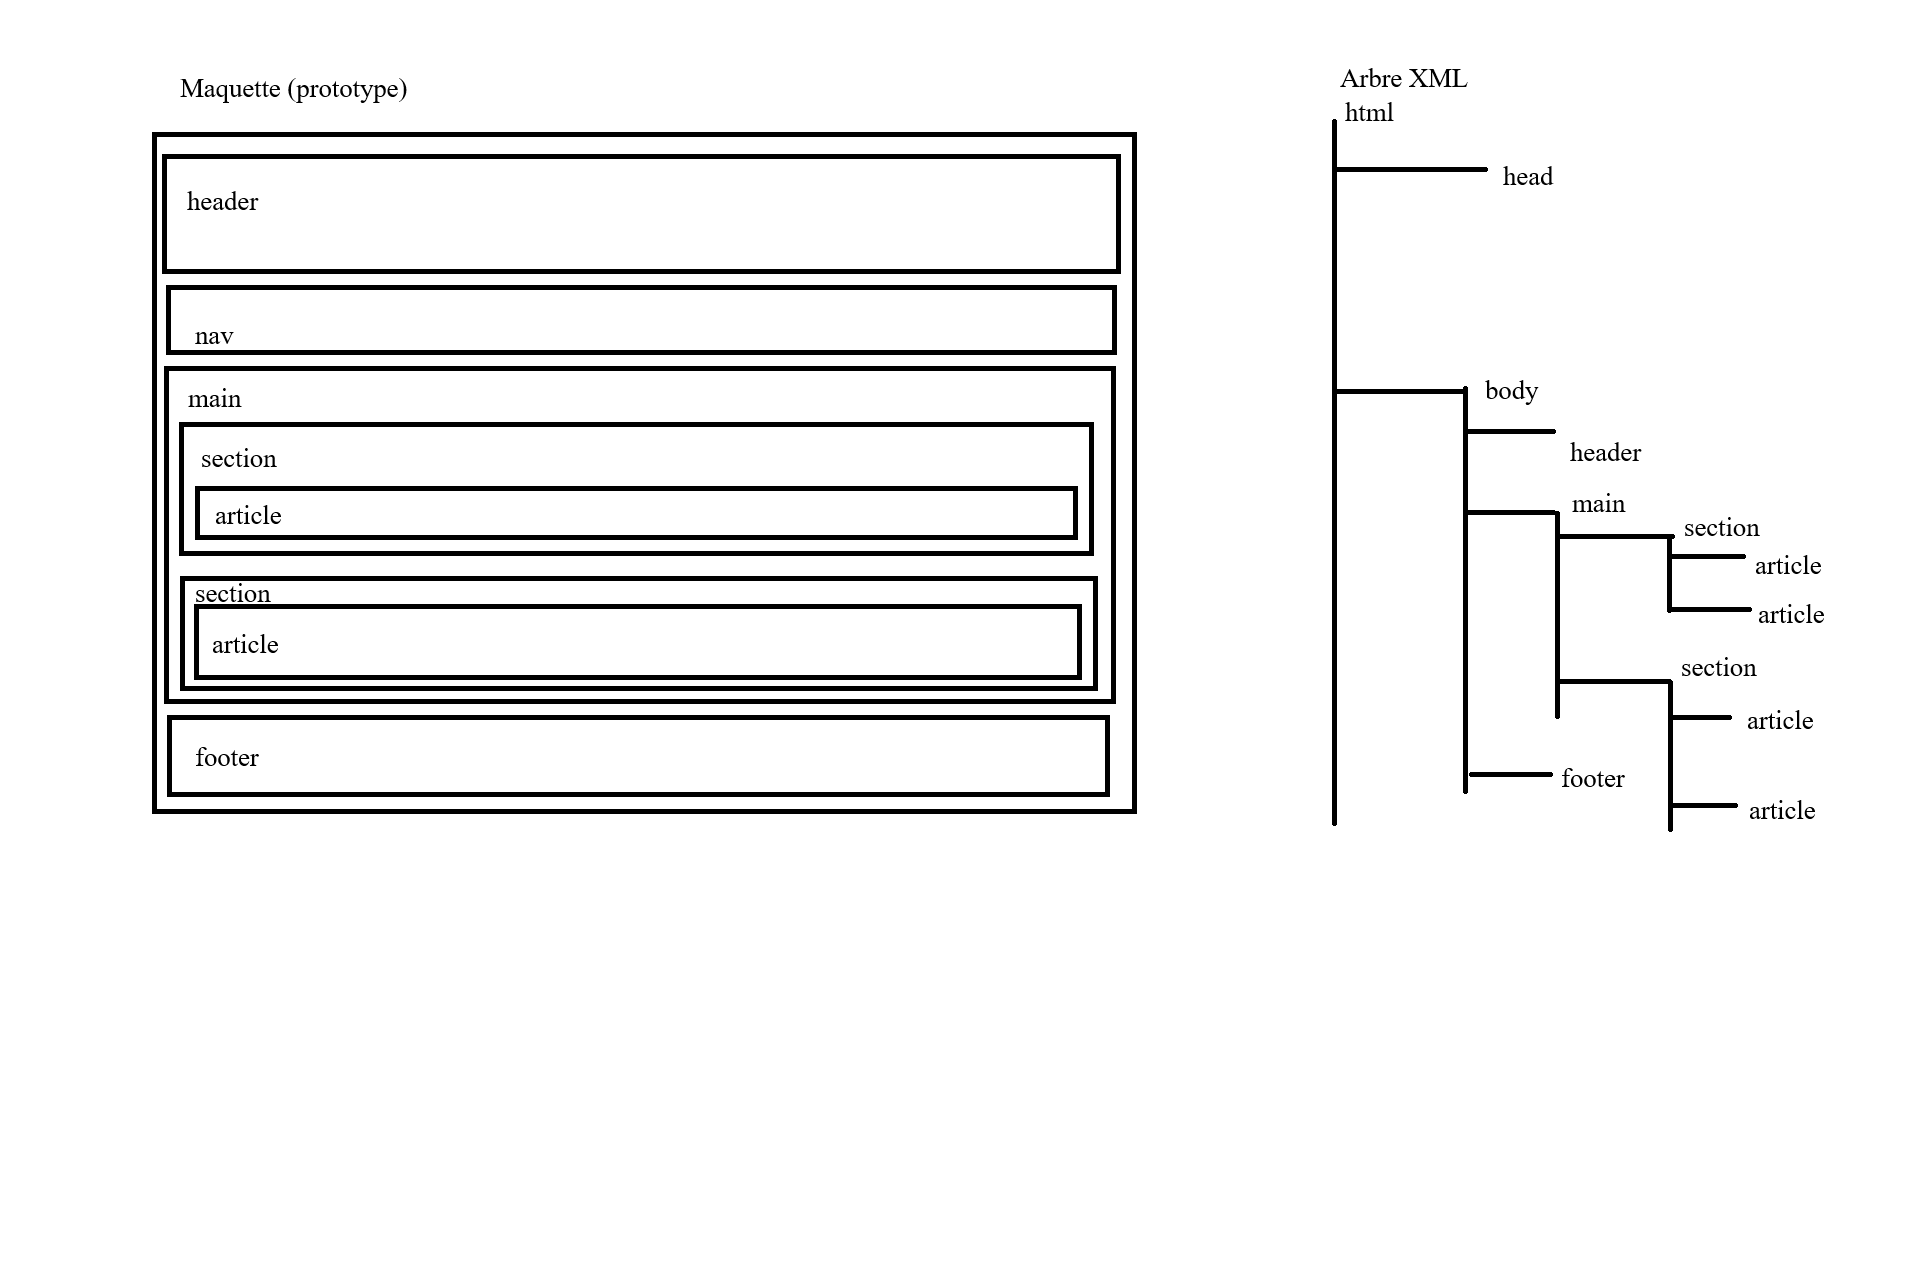 Maquette (prototype)
header
nav
main
section
article
section
article
footer
Arbre XML
html
head
body
header
main
section
article
article
section
article
footer
article